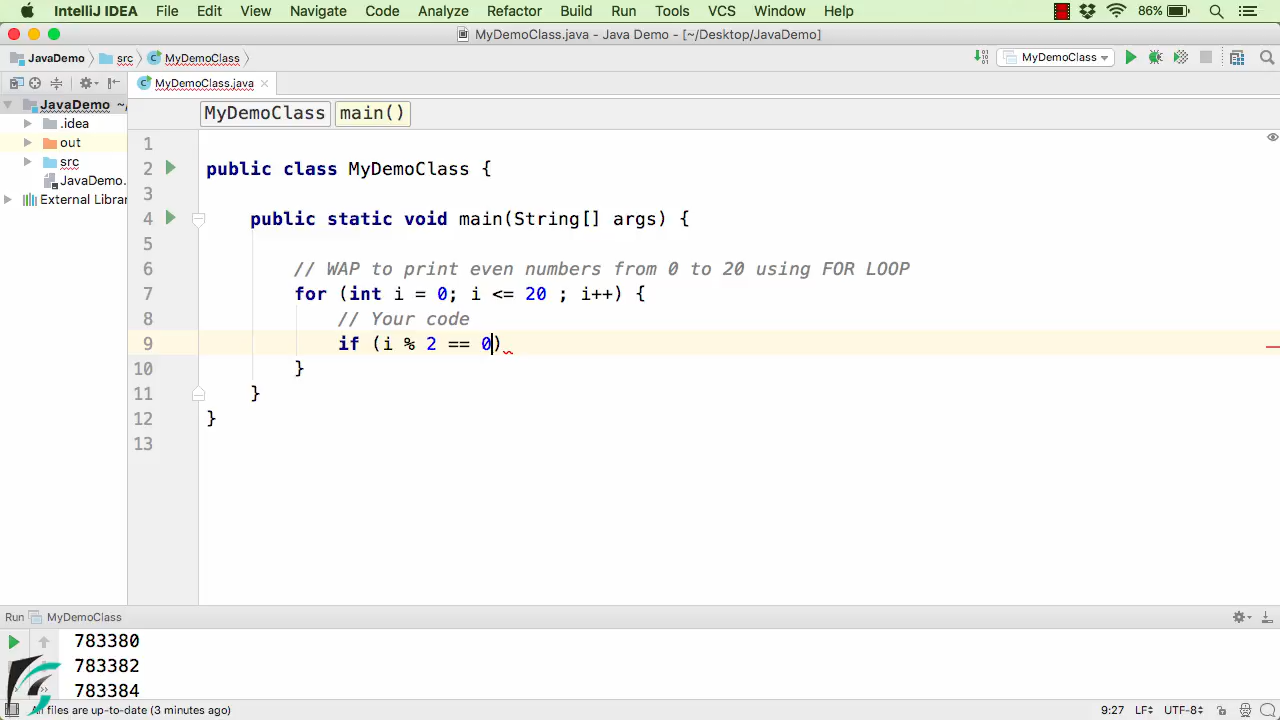 IntelliJ IDEA File Edit View Navigate Code Analyze Refactor Build Run Tools VCS Window Help 86%
MyDemoClass.java - Java Demo - [~/Desktop/JavaDemo]
JavaDemo src MyDemoClass MyDemoClass
MyDemoClass.java
JavaDemo ~/
.idea
out
src
JavaDemo.
External Librar
MyDemoClass main()
1
2 public class MyDemoClass {
3
4 public static void main(String[] args) {
5
6 // WAP to print even numbers from 0 to 20 using FOR LOOP
7 for (int i = 0; i <= 20 ; i++) {
8 // Your code
9 if (i % 2 == 0)
10 }
11 }
12 }
13
Run MyDemoClass
783380
783382
783384
All files are up-to-date (3 minutes ago) 9:27 LF÷ UTF-8÷